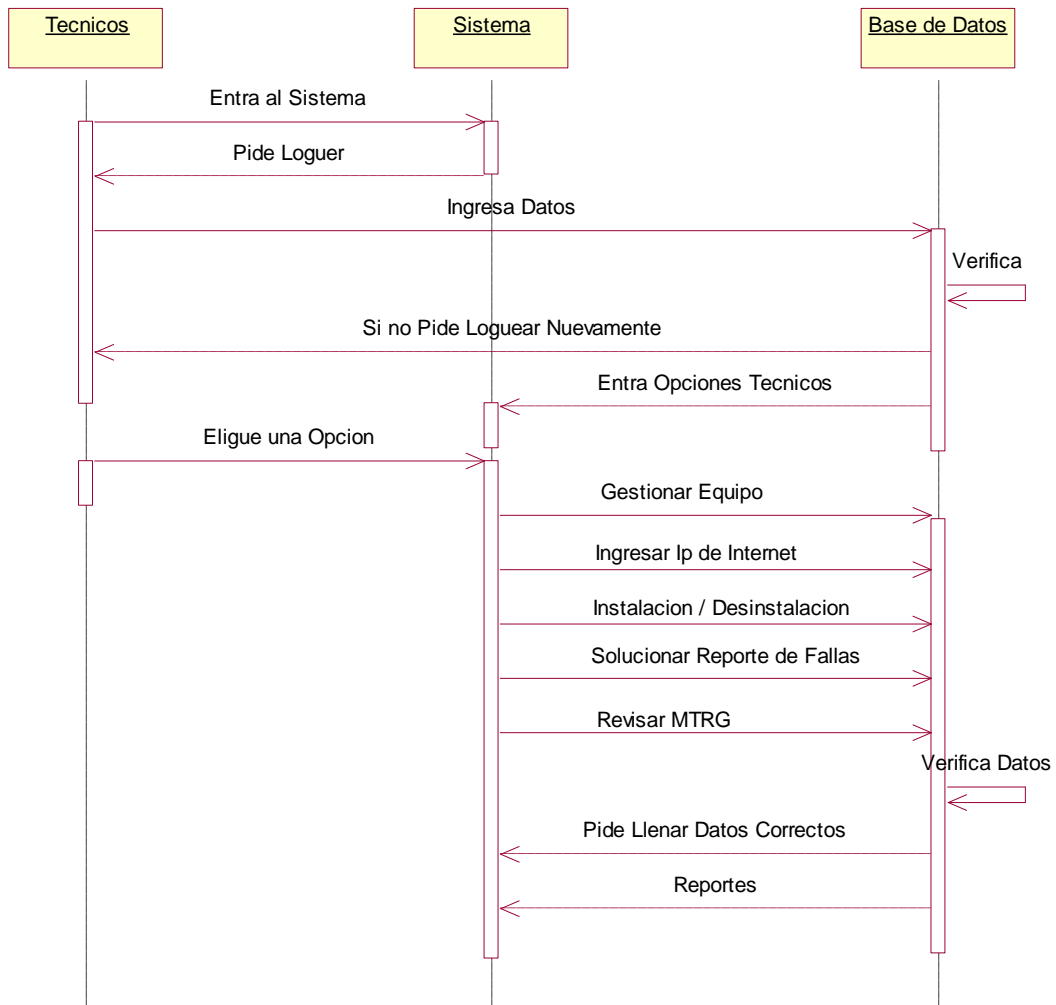 Tecnicos
Sistema
Base de Datos
Entra al Sistema
Pide Loguer
Ingresa Datos
Verifica
Si no Pide Loguear Nuevamente
Entra Opciones Tecnicos
Eligue una Opcion
Gestionar Equipo
Ingresar Ip de Internet
Instalacion / Desinstalacion
Solucionar Reporte de Fallas
Revisar MTRG
Verifica Datos
Pide Llenar Datos Correctos
Reportes